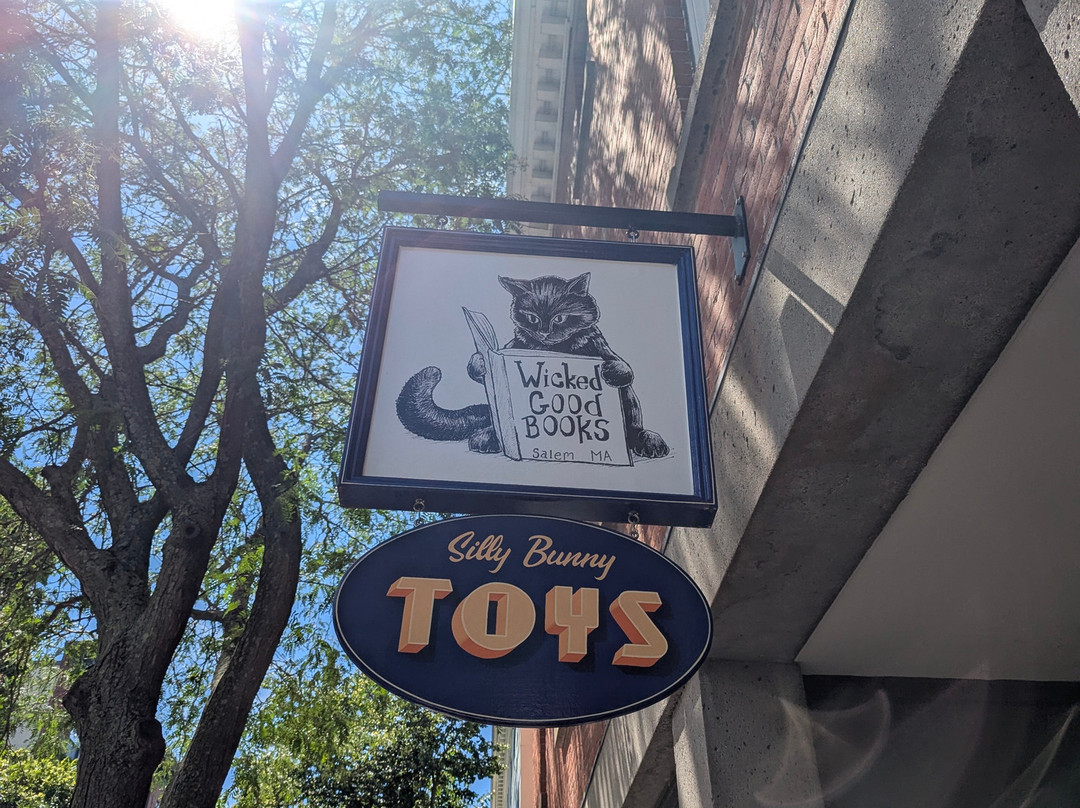 Wicked
Good
BOOKS
Salem MA
Silly Bunny
TOYS